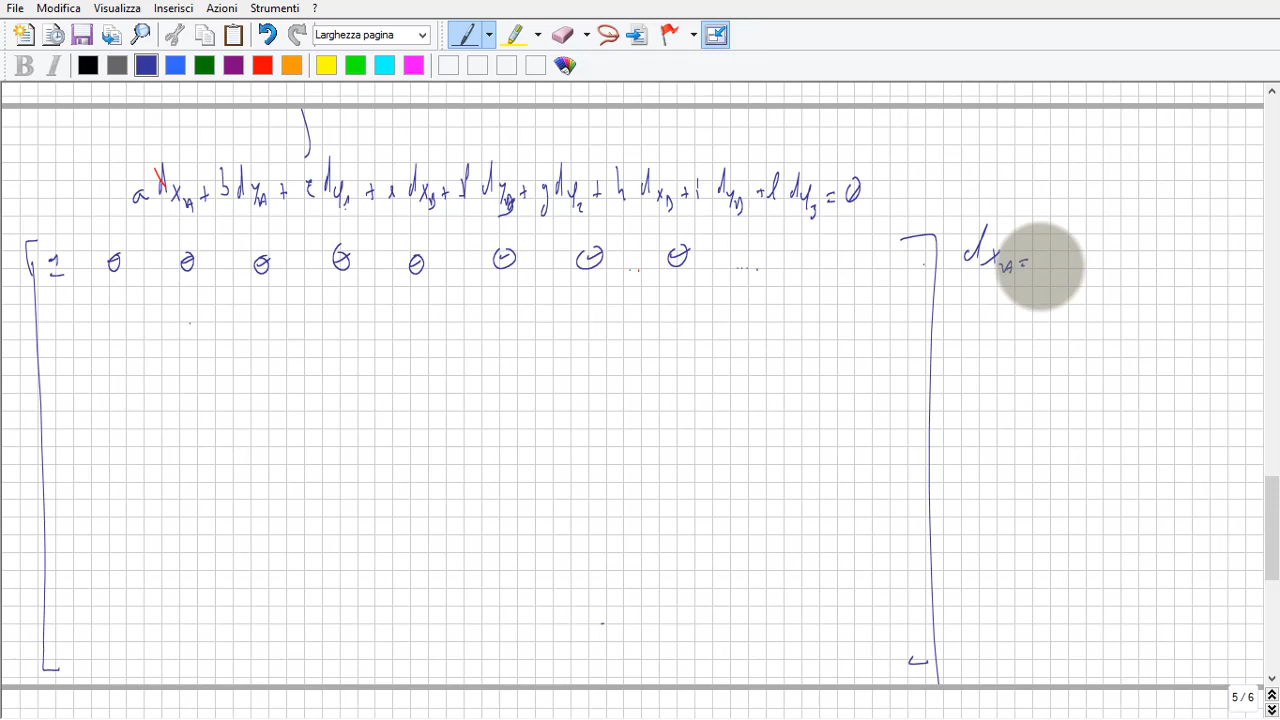 File Modifica Visualizza Inserisci Azioni Strumenti ?
Larghezza pagina
B I
a dx_A + b dy_A + c dφ_1 + e dx_B + f dy_B + g dφ_2 + h dx_D + i dy_D + l dφ_3 = 0
1 0 0 0 0 0 0 0 .. 0 .... dx_A =
5 / 6